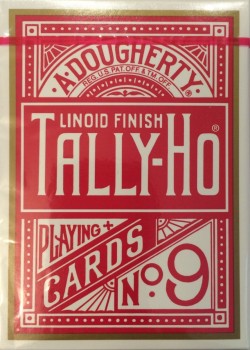 A. DOUGHERTY
REG. U.S. PAT. OFF & T.M. OFF.
LINOID FINISH
TALLY-HO®
PLAYING +
CARDS
No. 9